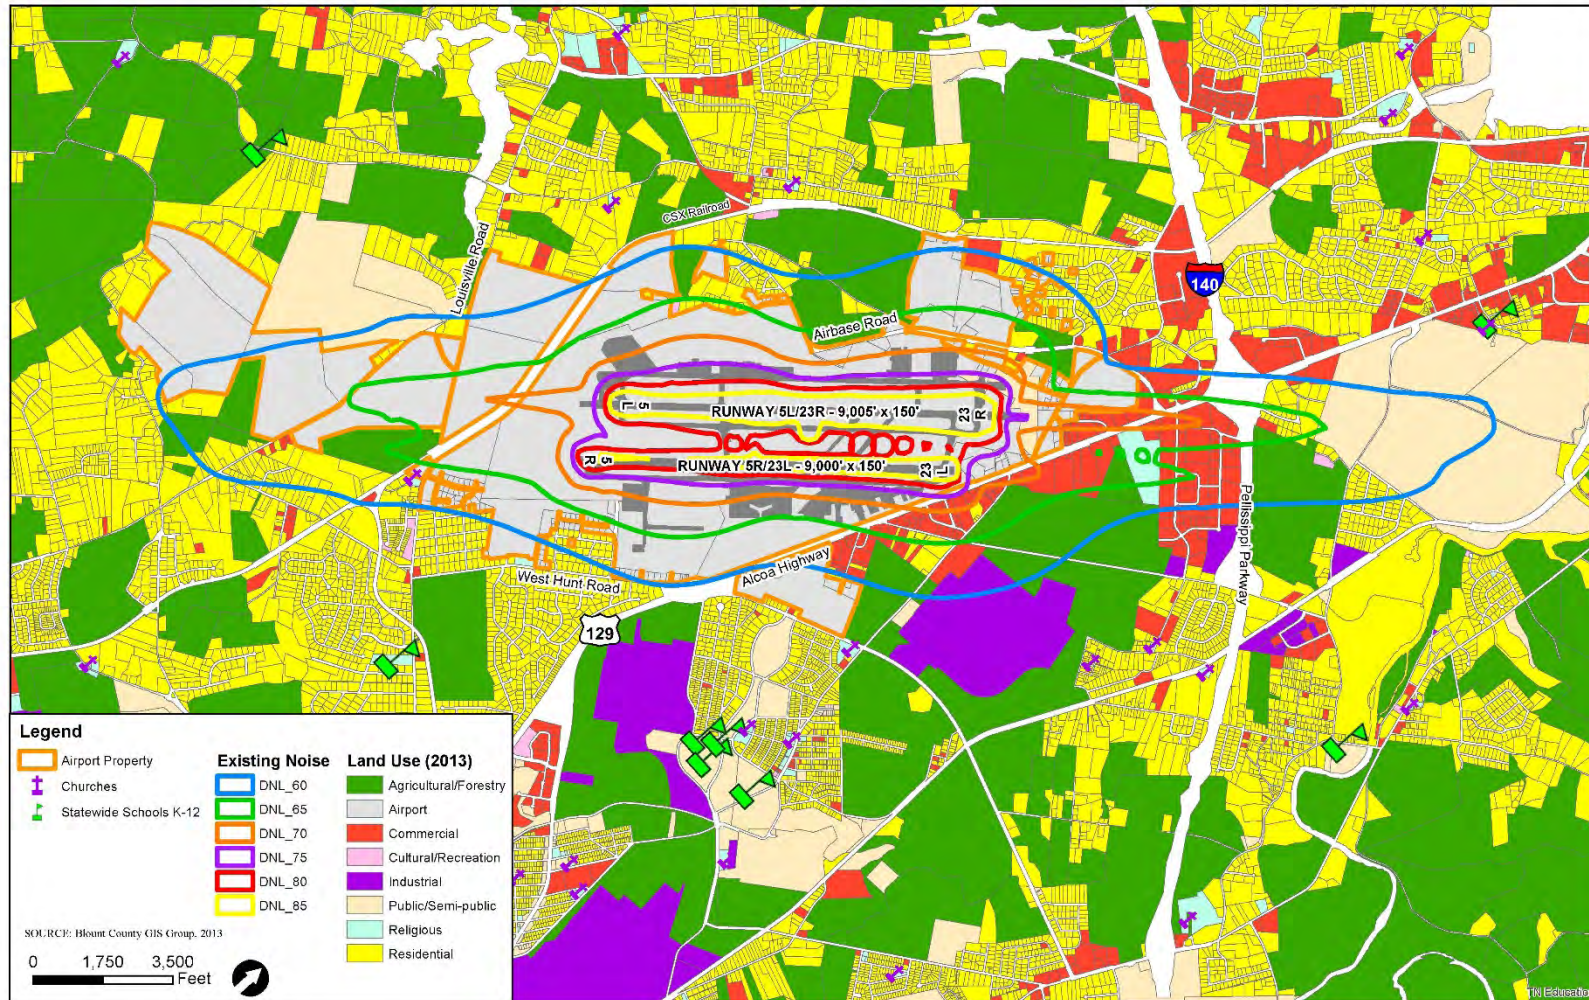 CSX Railroad
Louisville Road
140
Airbase Road
L 5
RUNWAY 5L/23R - 9,005' x 150'
23 R
R 5
RUNWAY 5R/23L - 9,000' x 150'
23 L
Pellissippi Parkway
Alcoa Highway
West Hunt Road
129
Legend
Airport Property
Churches
Statewide Schools K-12
Existing Noise
DNL_60
DNL_65
DNL_70
DNL_75
DNL_80
DNL_85
Land Use (2013)
Agricultural/Forestry
Airport
Commercial
Cultural/Recreation
Industrial
Public/Semi-public
Religious
Residential
SOURCE: Blount County GIS Group, 2013
0 1,750 3,500
Feet
TN Educatio